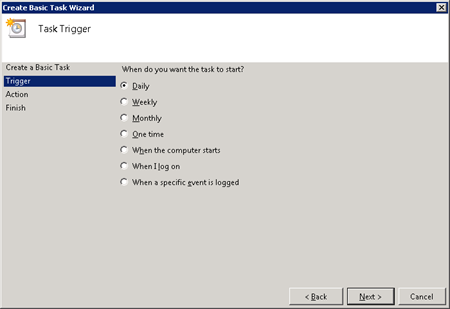 Create Basic Task Wizard
Task Trigger
Create a Basic Task
Trigger
Action
Finish
When do you want the task to start?
Daily
Weekly
Monthly
One time
When the computer starts
When I log on
When a specific event is logged
< Back
Next >
Cancel